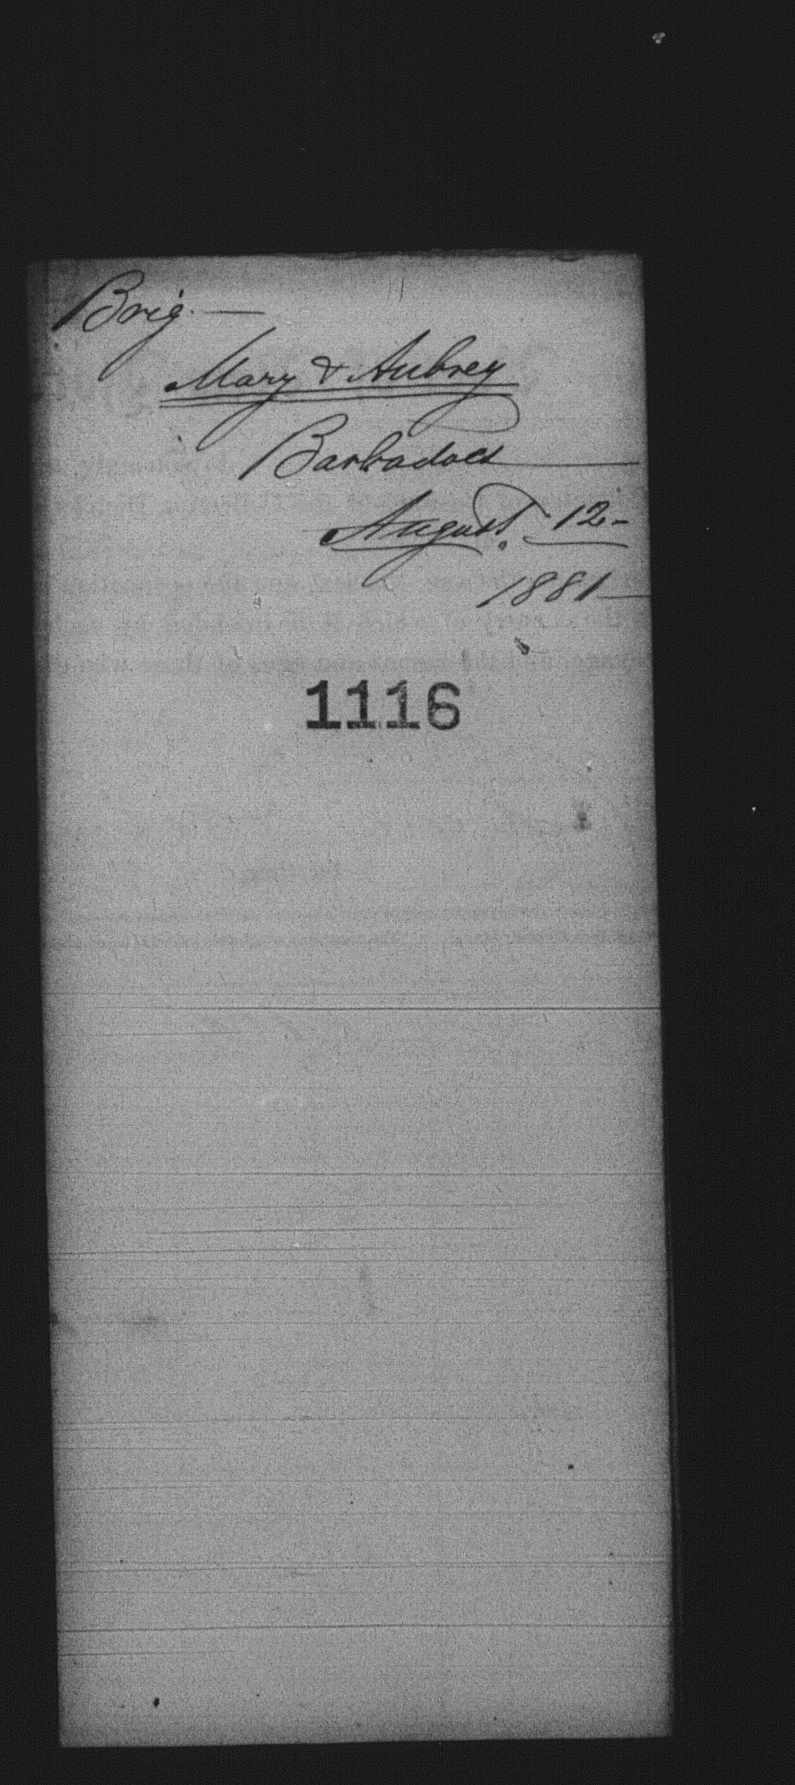 Brig. —
Mary & Aubrey
Barbadoes
August. 12 -
1881 —
1116